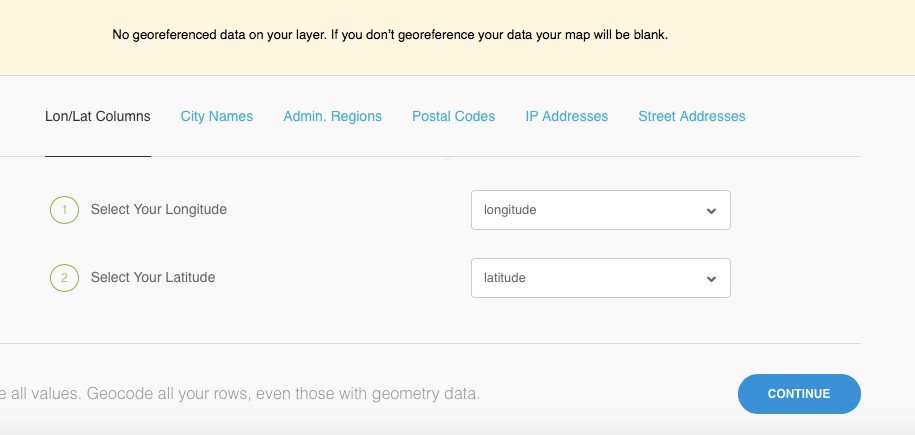 No georeferenced data on your layer. If you don't georeference your data your map will be blank.
Lon/Lat Columns City Names Admin. Regions Postal Codes IP Addresses Street Addresses
1 Select Your Longitude longitude
2 Select Your Latitude latitude
all values. Geocode all your rows, even those with geometry data. CONTINUE